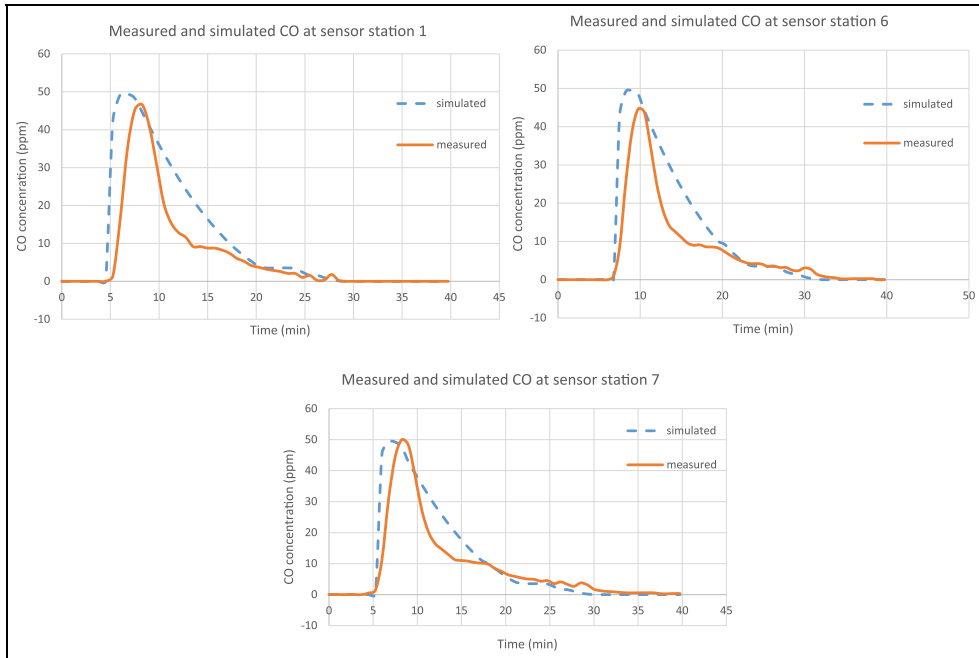 Measured and simulated CO at sensor station 1
60
50
40
30
20
10
0
-10
0 5 10 15 20 25 30 35 40 45
CO concenration (ppm)
Time (min)
simulated
measured
Measured and simulated CO at sensor station 6
60
50
40
30
20
10
0
-10
0 10 20 30 40 50
CO concentration (ppm)
Time (min)
simulated
measured
Measured and simulated CO at sensor station 7
60
50
40
30
20
10
0
-10
0 5 10 15 20 25 30 35 40 45
CO concentration (ppm)
Time (min)
simulated
measured